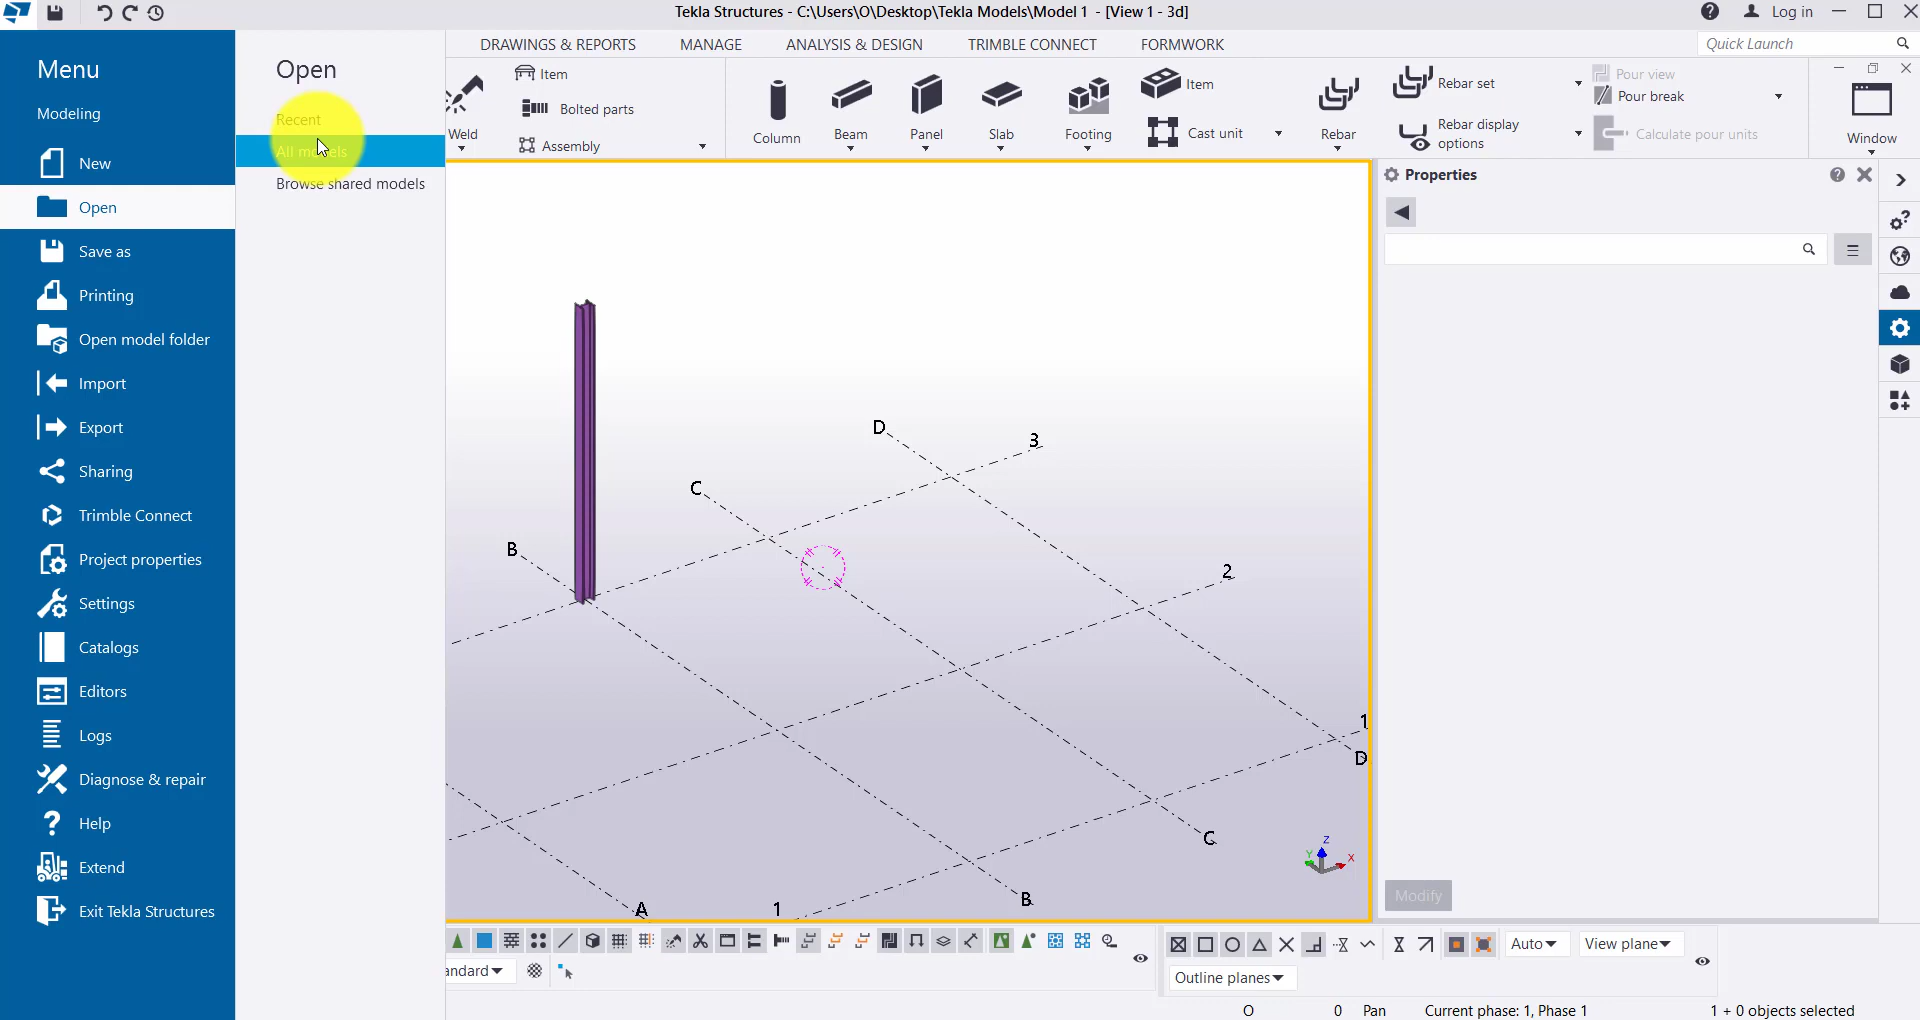 Tekla Structures - C:\Users\O\Desktop\Tekla Models\Model 1 - [View 1 - 3d]
Log in
Menu
Modeling
New
Open
Save as
Printing
Open model folder
Import
Export
Sharing
Trimble Connect
Project properties
Settings
Catalogs
Editors
Logs
Diagnose & repair
Help
Extend
Exit Tekla Structures
Open
Recent
All models
Browse shared models
DRAWINGS & REPORTS
MANAGE
ANALYSIS & DESIGN
TRIMBLE CONNECT
FORMWORK
Quick Launch
Weld
Item
Bolted parts
Assembly
Column
Beam
Panel
Slab
Footing
Item
Cast unit
Rebar
Rebar set
Rebar display
options
Pour view
Pour break
Calculate pour units
Window
Properties
Modify
D
3
C
B
2
1
D
C
B
A
1
Z
Y
X
andard
Auto
View plane
Outline planes
O
0
Pan
Current phase: 1, Phase 1
1 + 0 objects selected